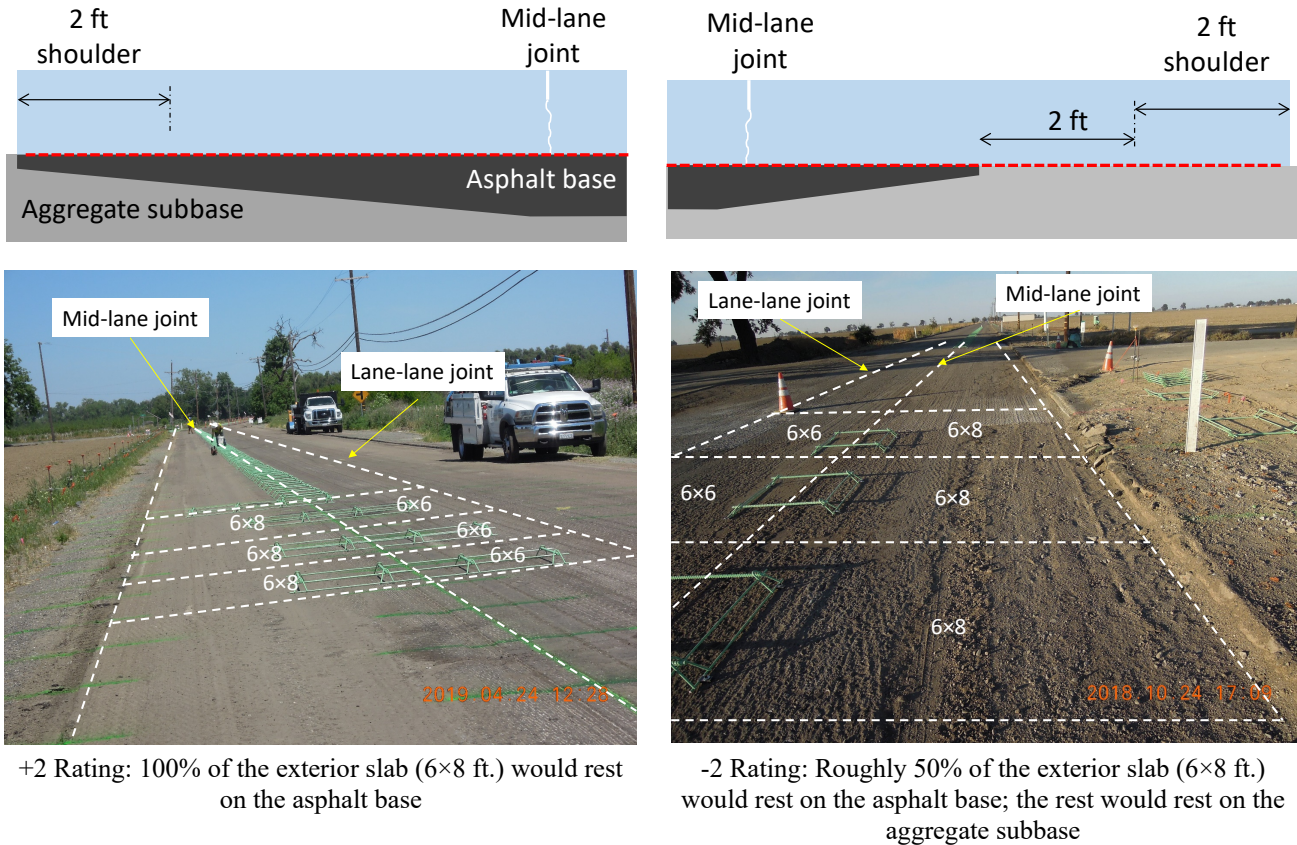 2 ft
shoulder
Mid-lane
joint
Asphalt base
Aggregate subbase
Mid-lane
joint
2 ft
shoulder
2 ft
Mid-lane joint
Lane-lane joint
6×8
6×6
6×8
6×6
6×8
6×6
2019 04 24 12 26
Lane-lane joint
Mid-lane joint
6×6
6×8
6×6
6×8
6×8
2018 10 24 17 09
+2 Rating: 100% of the exterior slab (6×8 ft.) would rest
on the asphalt base
-2 Rating: Roughly 50% of the exterior slab (6×8 ft.)
would rest on the asphalt base; the rest would rest on the
aggregate subbase